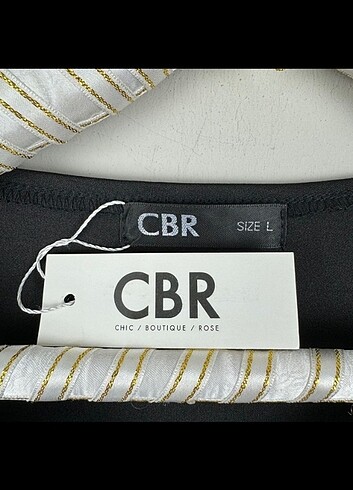 CBR SIZE L
CBR
CHIC / BOUTIQUE / ROSE